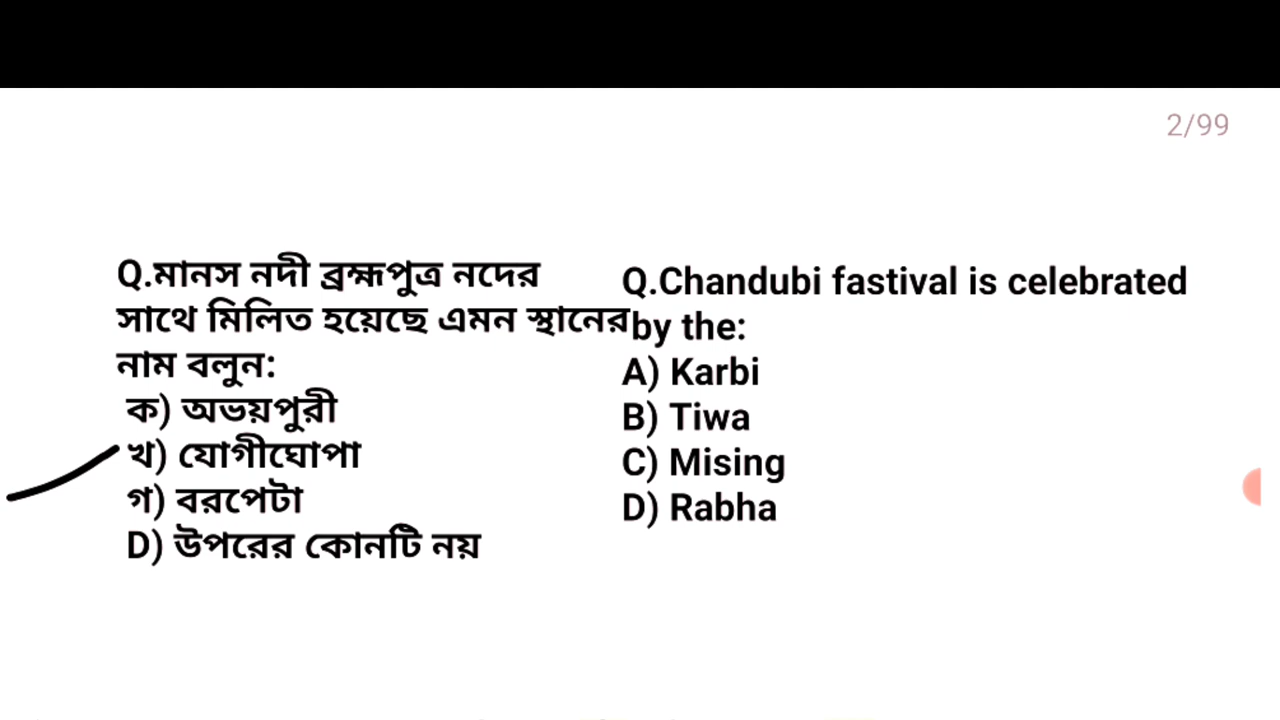 2/99
Q.মানস নদী ব্রহ্মপুত্র নদের
সাথে মিলিত হয়েছে এমন স্থানের
নাম বলুন:
ক) অভয়পুরী
খ) যোগীঘোপা
গ) বরপেটা
D) উপরের কোনটি নয়
Q.Chandubi fastival is celebrated
by the:
A) Karbi
B) Tiwa
C) Mising
D) Rabha